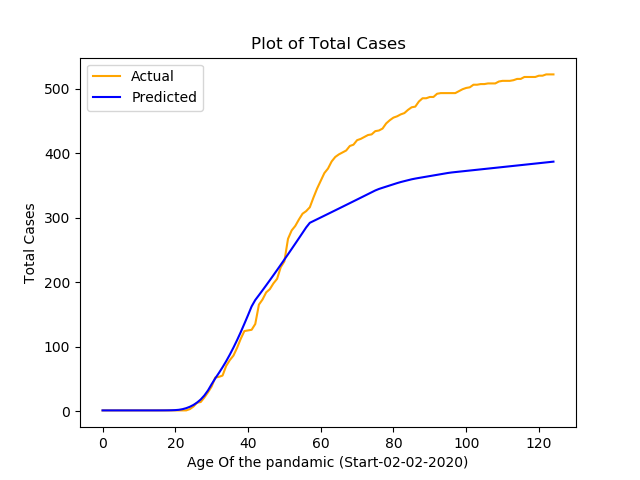 Plot of Total Cases
Actual
Predicted
500
400
300
200
100
0
Total Cases
0 20 40 60 80 100 120
Age Of the pandamic (Start-02-02-2020)